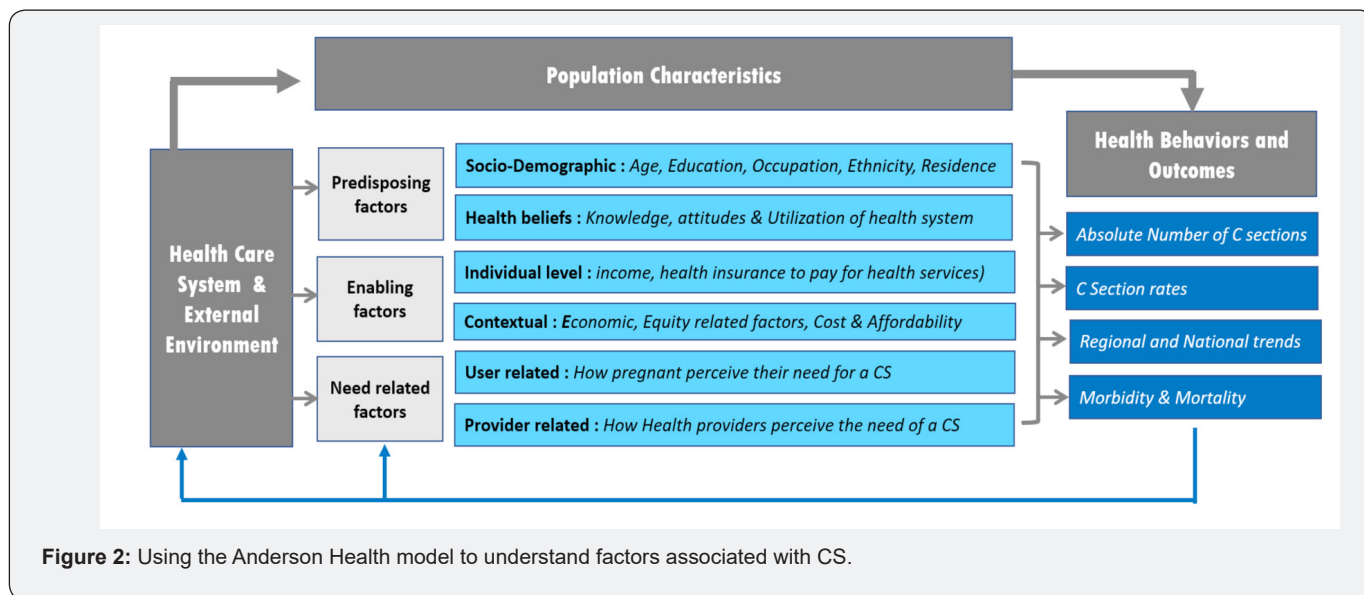 Population Characteristics
Health Care
System &
External
Environment
Predisposing
factors
Enabling
factors
Need related
factors
Socio-Demographic : Age, Education, Occupation, Ethnicity, Residence
Health beliefs : Knowledge, attitudes & Utilization of health system
Individual level : income, health insurance to pay for health services)
Contextual : Economic, Equity related factors, Cost & Affordability
User related : How pregnant perceive their need for a CS
Provider related : How Health providers perceive the need of a CS
Health Behaviors and
Outcomes
Absolute Number of C sections
C Section rates
Regional and National trends
Morbidity & Mortality
Figure 2: Using the Anderson Health model to understand factors associated with CS.